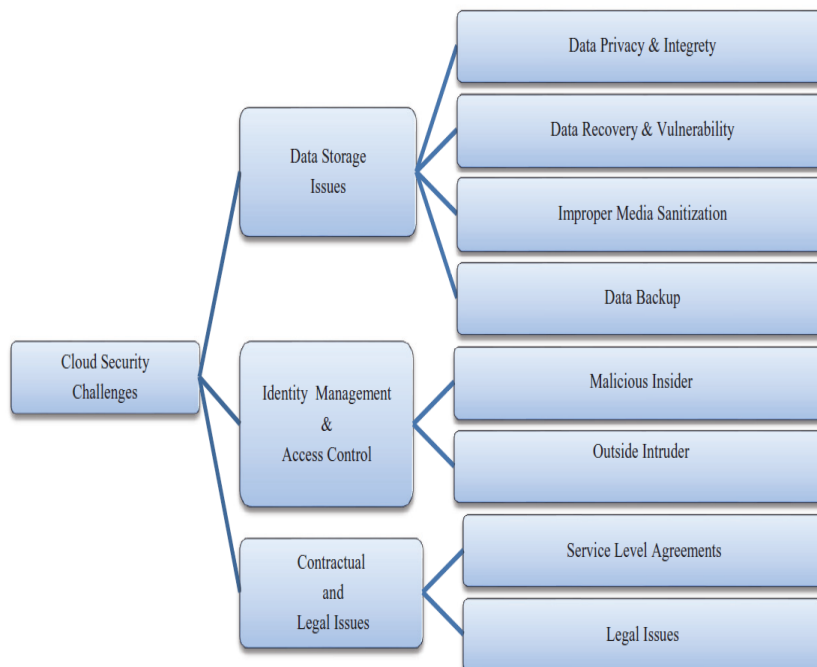 Data Privacy & Integrety
Data Recovery & Vulnerability
Improper Media Sanitization
Data Backup
Data Storage
Issues
Cloud Security
Challenges
Identity Management
&
Access Control
Malicious Insider
Outside Intruder
Contractual
and
Legal Issues
Service Level Agreements
Legal Issues